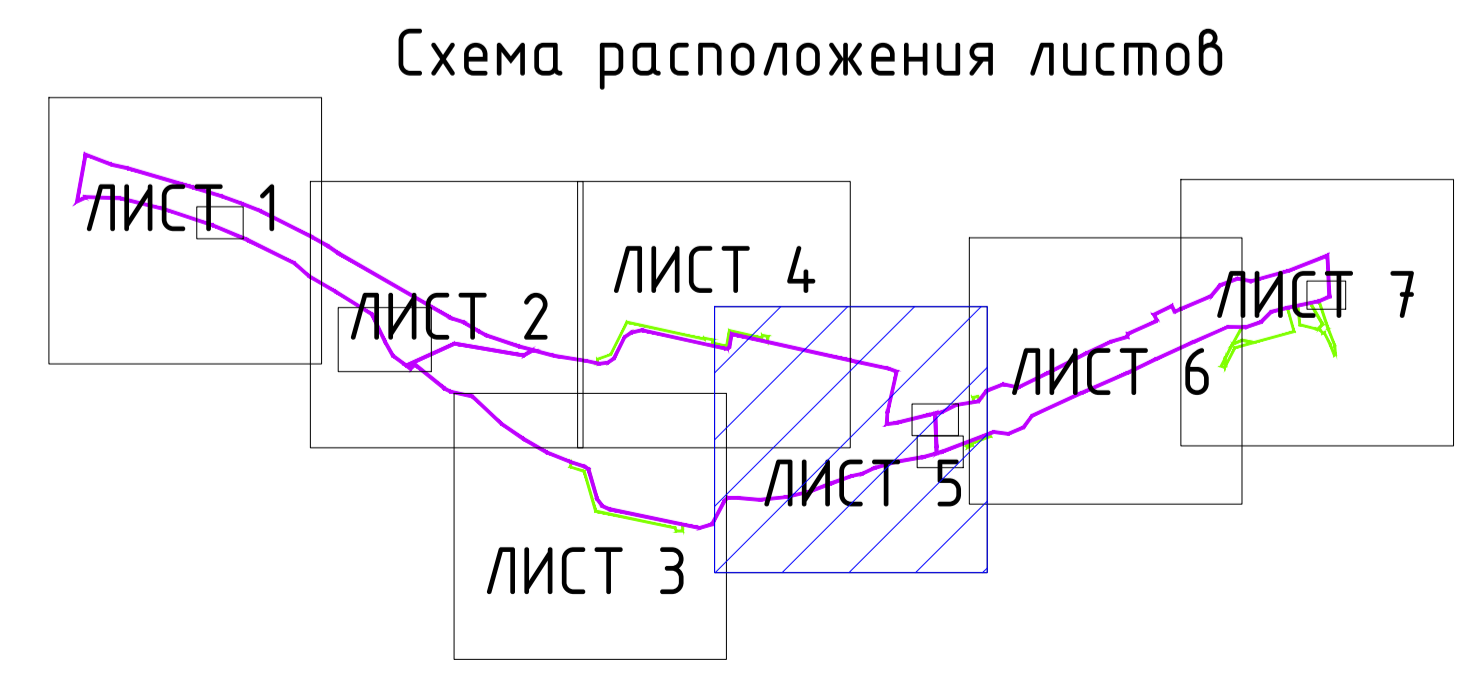 Схема расположения листов
ЛИСТ 1
ЛИСТ 2
ЛИСТ 4
ЛИСТ 7
ЛИСТ 6
ЛИСТ 5
ЛИСТ 3